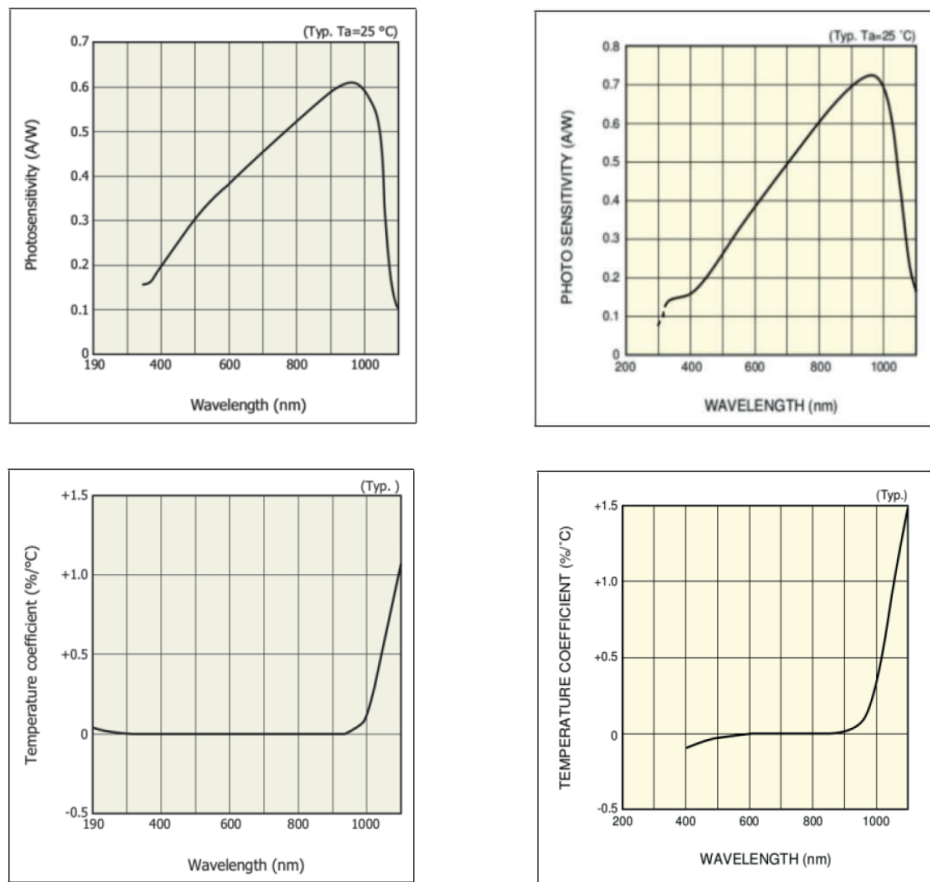 (Typ. Ta=25 °C)
0.7
0.6
0.5
0.4
0.3
0.2
0.1
0
190 400 600 800 1000
Photosensitivity (A/W)
Wavelength (nm)
(Typ. Ta=25 ˚C)
0.8
0.7
0.6
0.5
0.4
0.3
0.2
0.1
0
200 400 600 800 1000
PHOTO SENSITIVITY (A/W)
WAVELENGTH (nm)
(Typ. )
+1.5
+1.0
+0.5
0
-0.5
190 400 600 800 1000
Temperature coefficient (%/°C)
Wavelength (nm)
(Typ.)
+1.5
+1.0
+0.5
0
-0.5
200 400 600 800 1000
TEMPERATURE COEFFICIENT (%/˚C)
WAVELENGTH (nm)